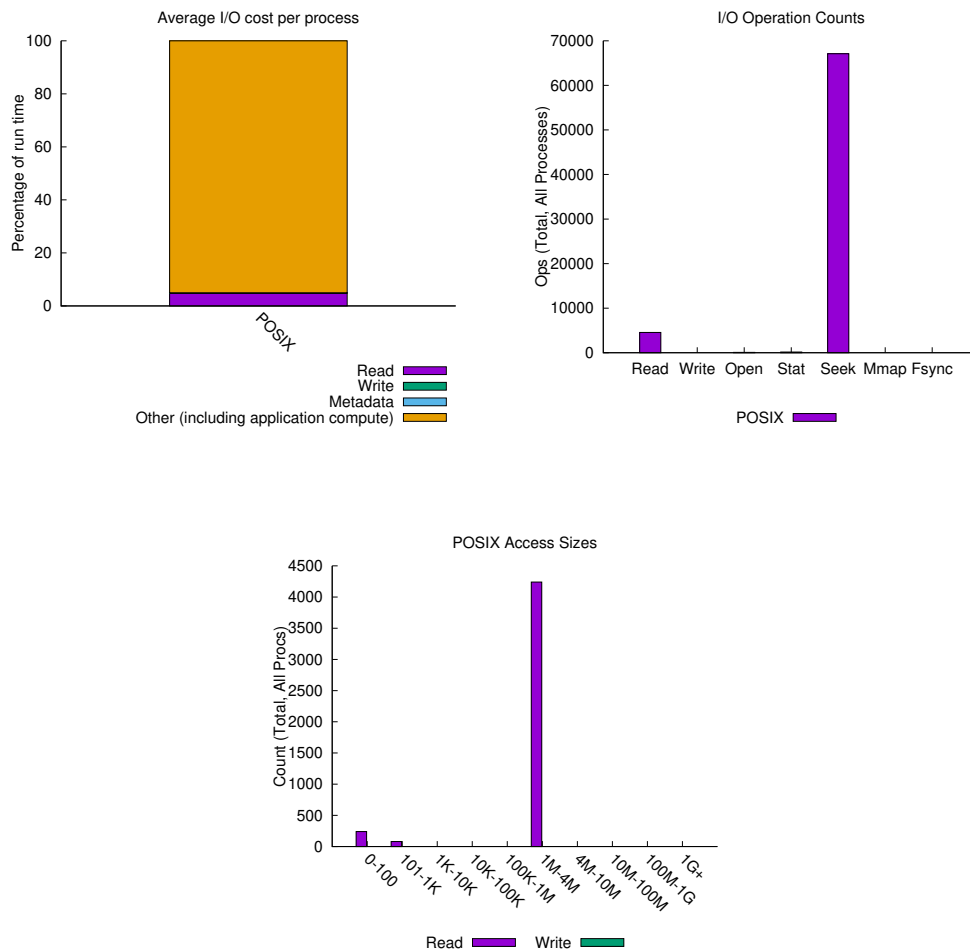 Average I/O cost per process
100
80
60
40
20
0
Percentage of run time
POSIX
Read
Write
Metadata
Other (including application compute)
I/O Operation Counts
70000
60000
50000
40000
30000
20000
10000
0
Ops (Total, All Processes)
Read Write Open Stat Seek Mmap Fsync
POSIX
POSIX Access Sizes
4500
4000
3500
3000
2500
2000
1500
1000
500
0
Count (Total, All Procs)
0-100
101-1K
1K-10K
10K-100K
100K-1M
1M-4M
4M-10M
10M-100M
100M-1G
1G+
Read Write